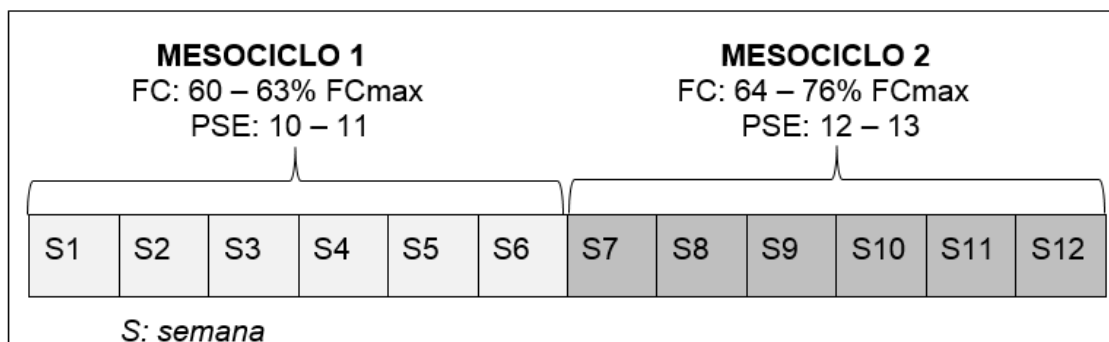 MESOCICLO 1
FC: 60 – 63% FCmax
PSE: 10 – 11
MESOCICLO 2
FC: 64 – 76% FCmax
PSE: 12 – 13
S1 S2 S3 S4 S5 S6 S7 S8 S9 S10 S11 S12
S: semana